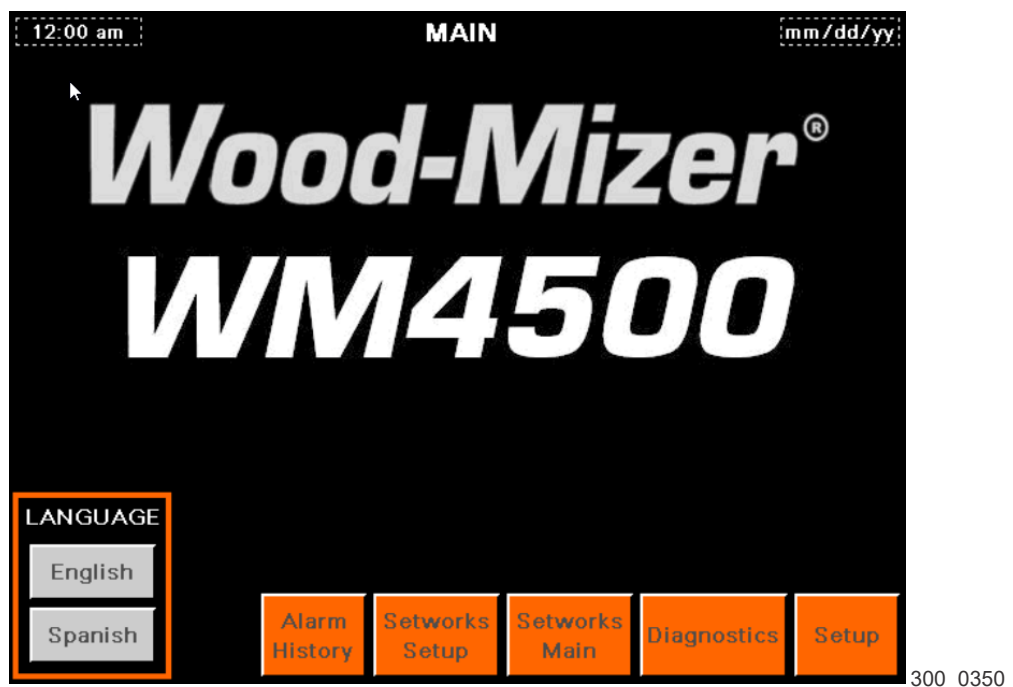 12:00 am MAIN mm/dd/yy
Wood-Mizer®
WM4500
LANGUAGE
English
Spanish
Alarm History
Setworks Setup
Setworks Main
Diagnostics
Setup
300 0350